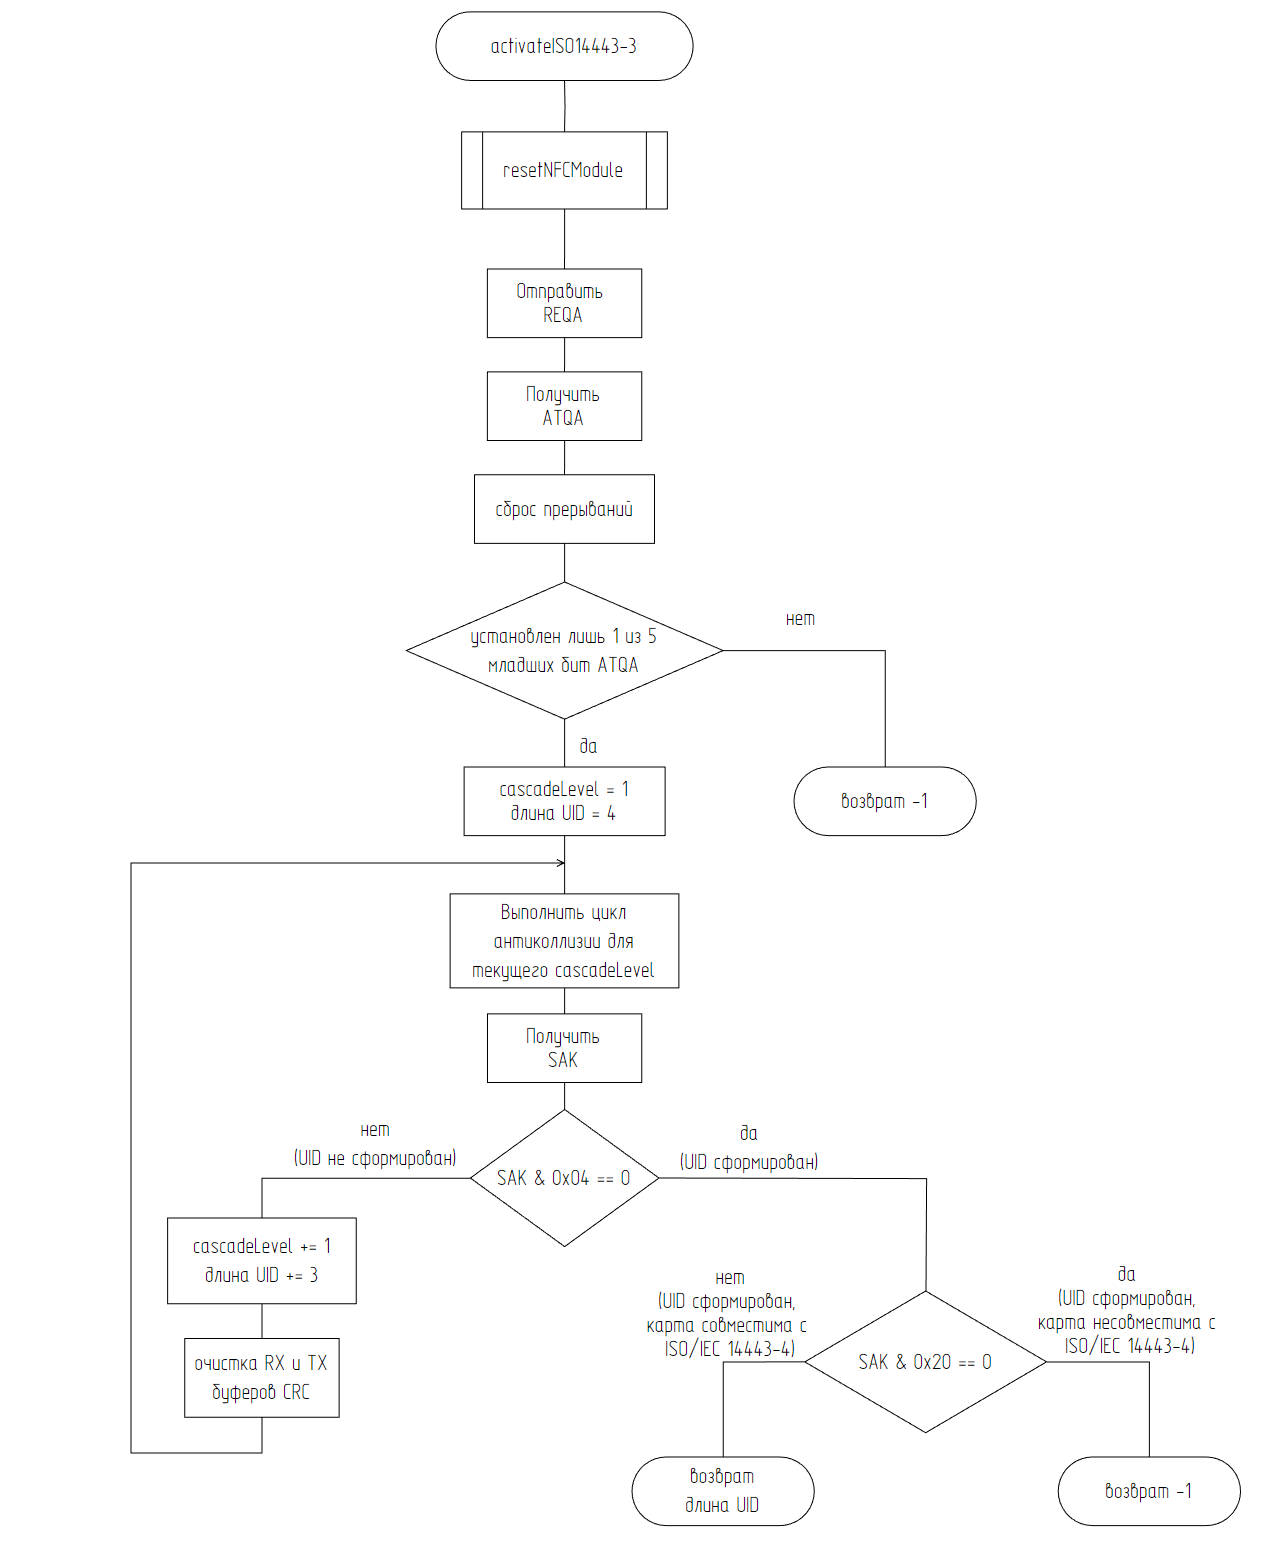 activateISO14443-3
resetNFCModule
Отправить
REQA
Получить
ATQA
сброс прерываний
установлен лишь 1 из 5
младших бит ATQA
нет
да
cascadeLevel = 1
длина UID = 4
возврат -1
Выполнить цикл
антиколлизии для
текущего cascadeLevel
Получить
SAK
нет
(UID не сформирован)
да
(UID сформирован)
SAK & 0x04 == 0
cascadeLevel += 1
длина UID += 3
очистка RX и TX
буферов CRC
нет
(UID сформирован,
карта совместима с
ISO/IEC 14443-4)
да
(UID сформирован,
карта несовместима с
ISO/IEC 14443-4)
SAK & 0x20 == 0
возврат
длина UID
возврат -1